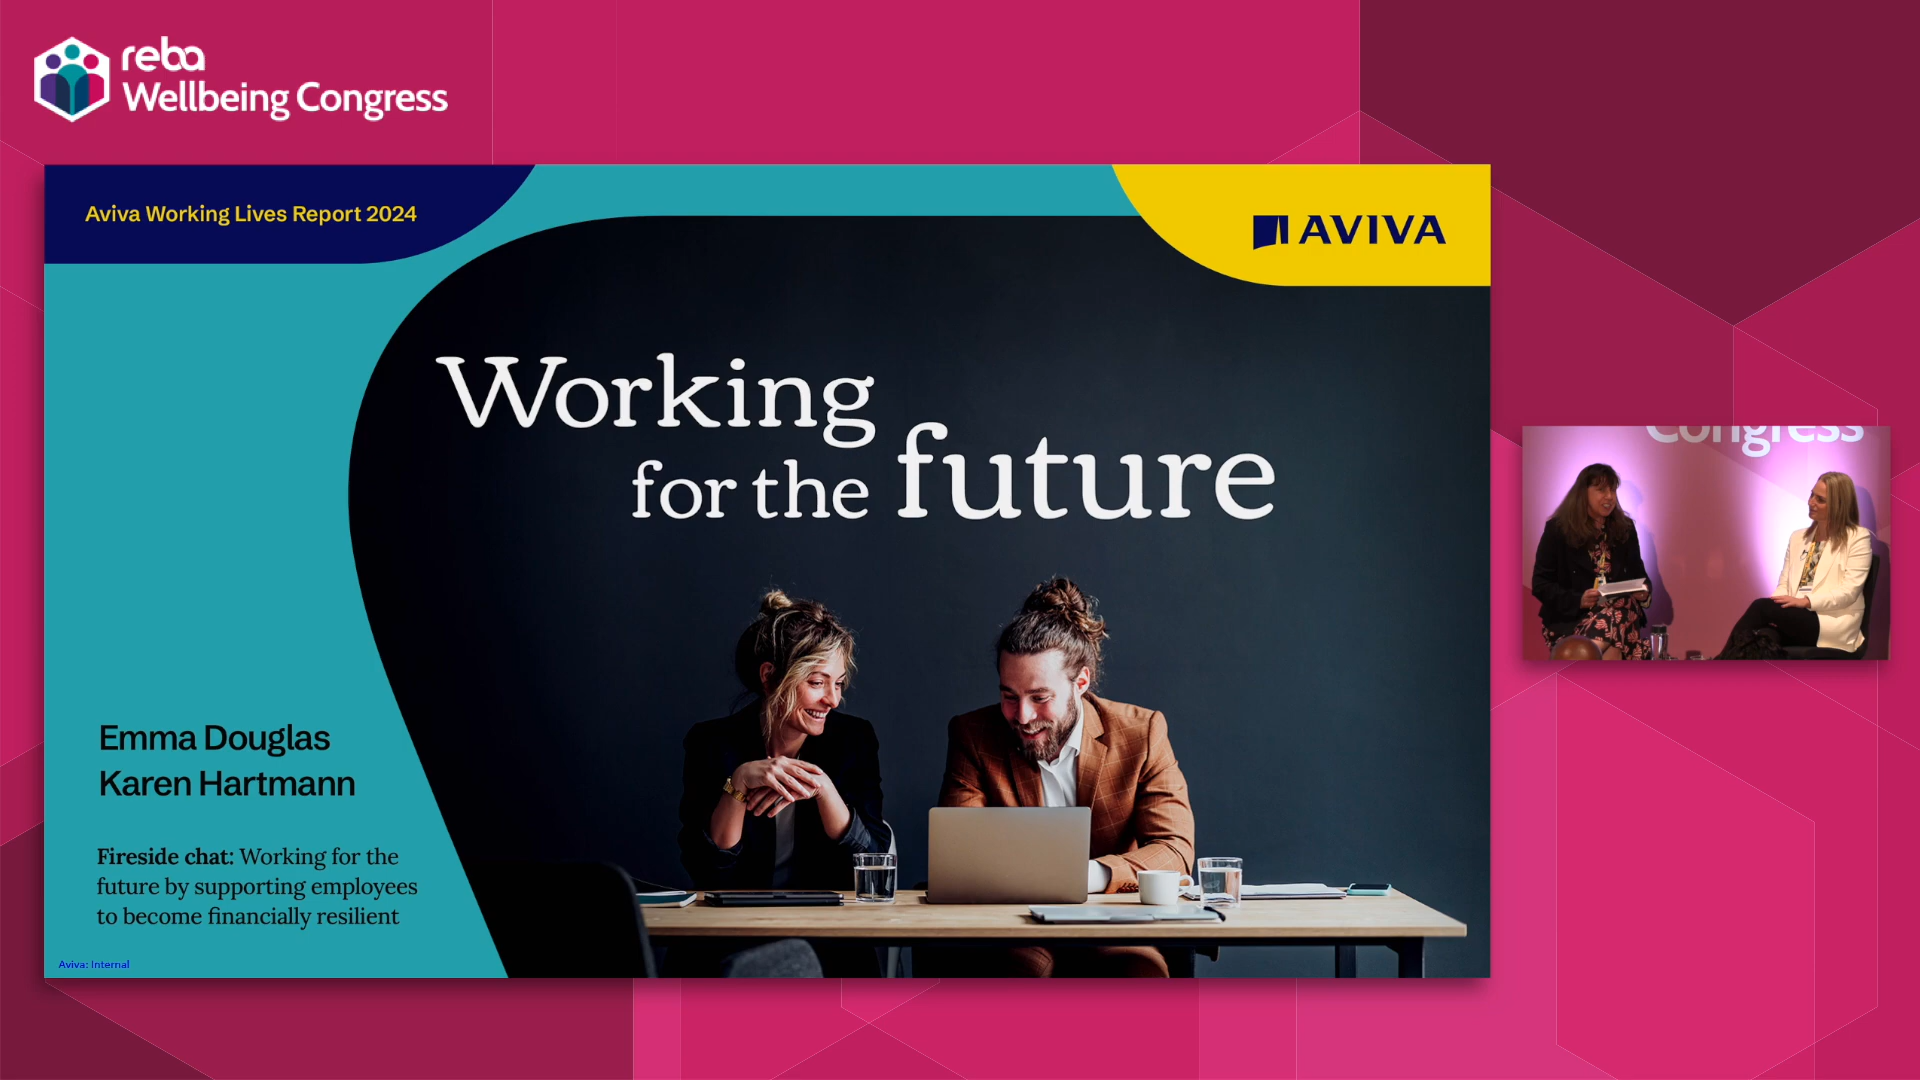 reba
Wellbeing Congress
Aviva Working Lives Report 2024
AVIVA
Working
for the future
Emma Douglas
Karen Hartmann
Fireside chat: Working for the
future by supporting employees
to become financially resilient
Aviva: Internal
Congress